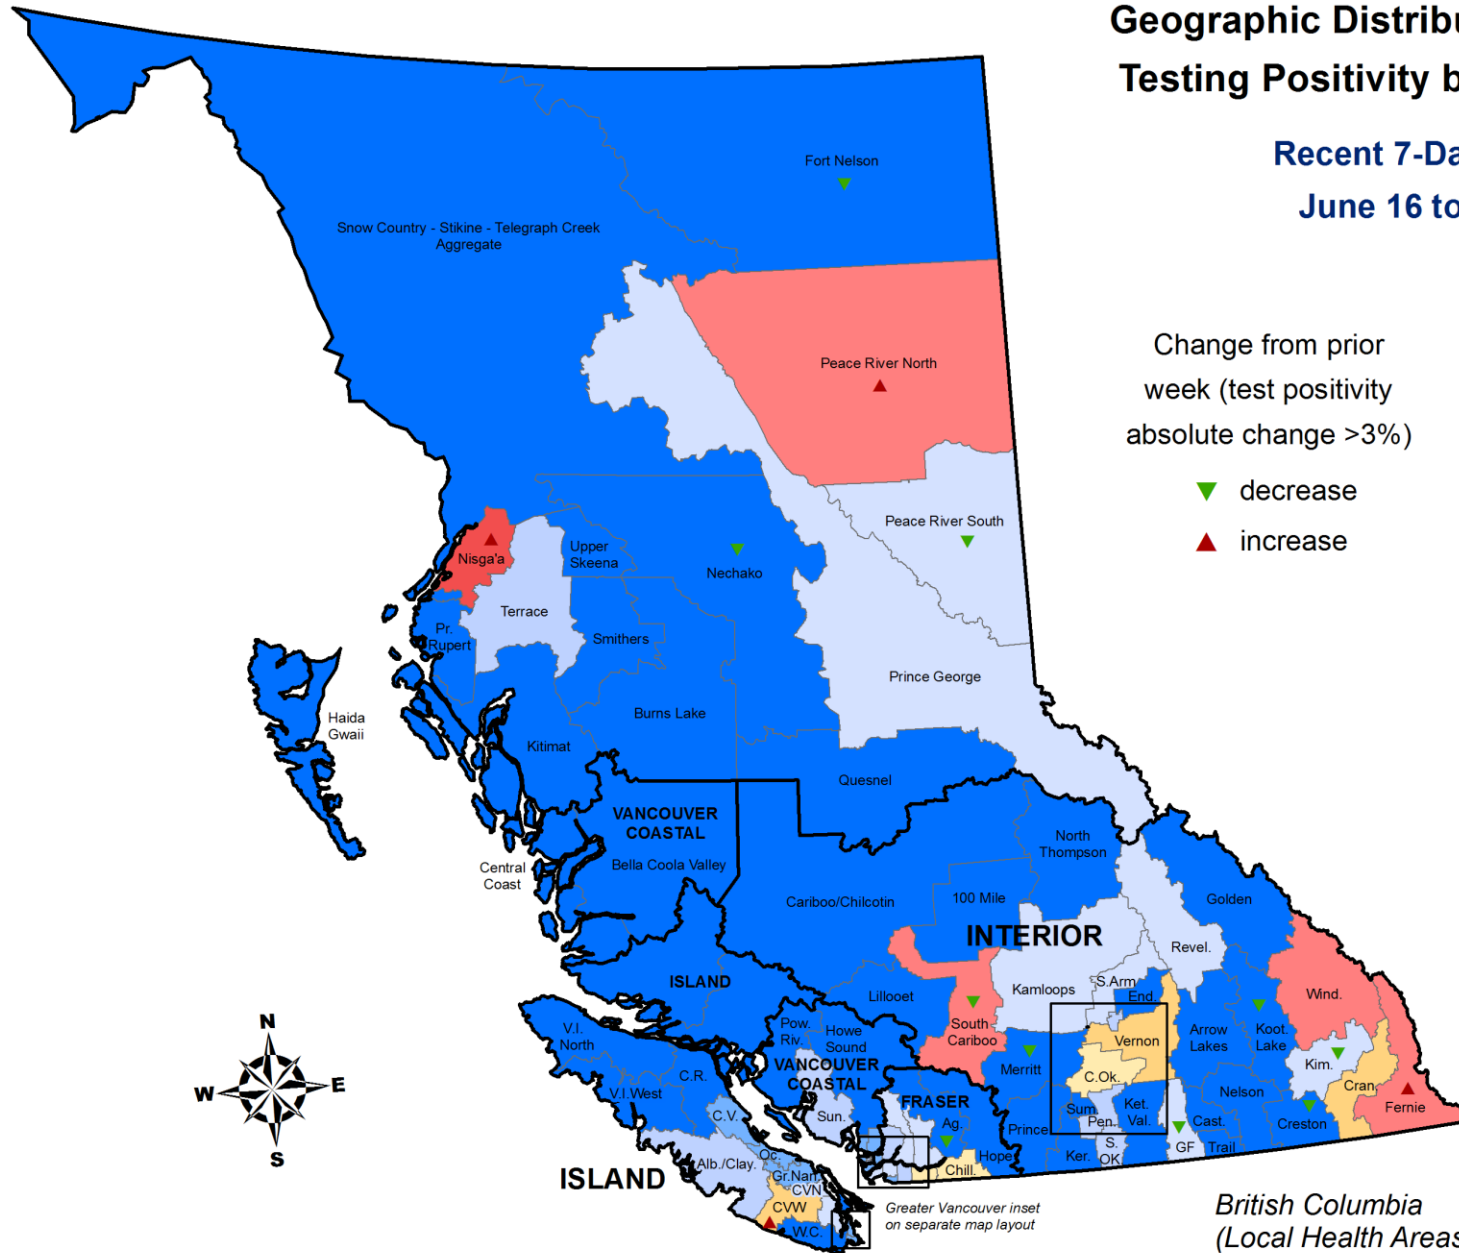 Geographic Distribu
Testing Positivity b
Recent 7-Da
June 16 to
Change from prior
week (test positivity
absolute change >3%)
decrease
increase
Fort Nelson
Snow Country - Stikine - Telegraph Creek
Aggregate
Peace River North
Peace River South
Nisga'a
Upper
Skeena
Nechako
Terrace
Pr.
Rupert
Smithers
Prince George
Haida
Gwaii
Burns Lake
Kitimat
Quesnel
VANCOUVER
COASTAL
Bella Coola Valley
Central
Coast
North
Thompson
Cariboo/Chilcotin
100 Mile
Golden
INTERIOR
Revel.
ISLAND
Lillooet
Kamloops
S.Arm
End.
Wind.
South
Cariboo
V.I.
North
Pow.
Riv.
Howe
Sound
Vernon
Arrow
Lakes
Koot.
Lake
VANCOUVER
COASTAL
C.R.
Merritt
C.Ok.
Kim.
Cran.
V.I.West
FRASER
Nelson
Fernie
C.V.
Sun.
Ag.
Prince
Sum.
Pen.
Ket.
Val.
Cast.
Creston
Alb./Clay.
Oc.
Gr.Nan.
Hope
Ker.
S.
OK
GF
Trail
Chill.
ISLAND
CVN
CVW
W.C.
Greater Vancouver inset
on separate map layout
N
W
E
S
British Columbia
(Local Health Areas